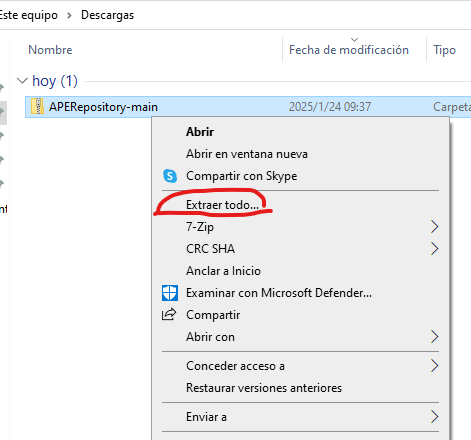 Este equipo > Descargas
Nombre Fecha de modificación Tipo
hoy (1)
APERepository-main 2025/1/24 09:37 Carpeta
Abrir
Abrir en ventana nueva
Compartir con Skype
Extraer todo...
7-Zip
CRC SHA
Anclar a Inicio
Examinar con Microsoft Defender...
Compartir
Abrir con
Conceder acceso a
Restaurar versiones anteriores
Enviar a